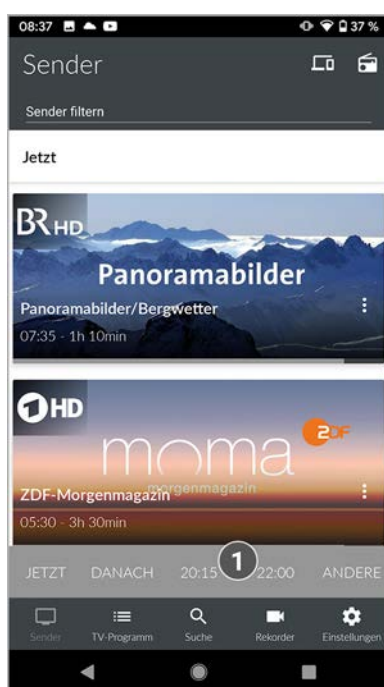 08:37 37 %
Sender
Sender filtern
Jetzt
BR HD
Panoramabilder
Panoramabilder/Bergwetter
07:35 - 1h 10min
1 HD
moma
morgenmagazin
ZDF
ZDF-Morgenmagazin
05:30 - 3h 30min
JETZT DANACH 20:15 1 22:00 ANDERE
Sender TV-Programm Suche Rekorder Einstellungen